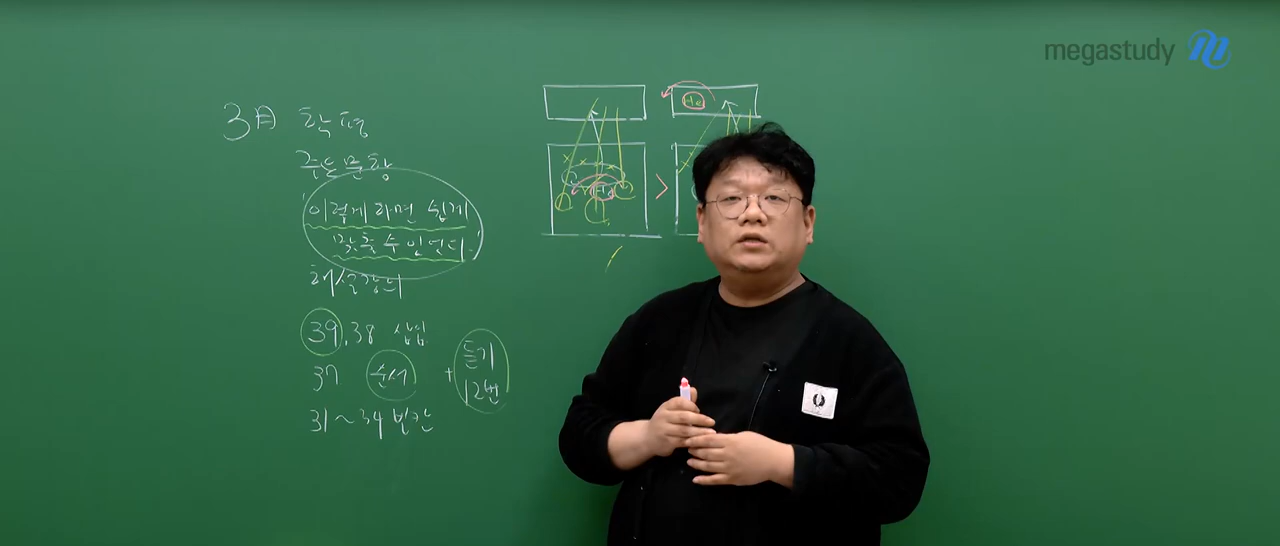 megastudy
3月 학평
주요문항
이렇게 하면 쉽게
맞출 수 있었다.
해설강의
39, 38 삽입
37 순서
+ 듣기
12번
31~34 빈칸
He
He
>